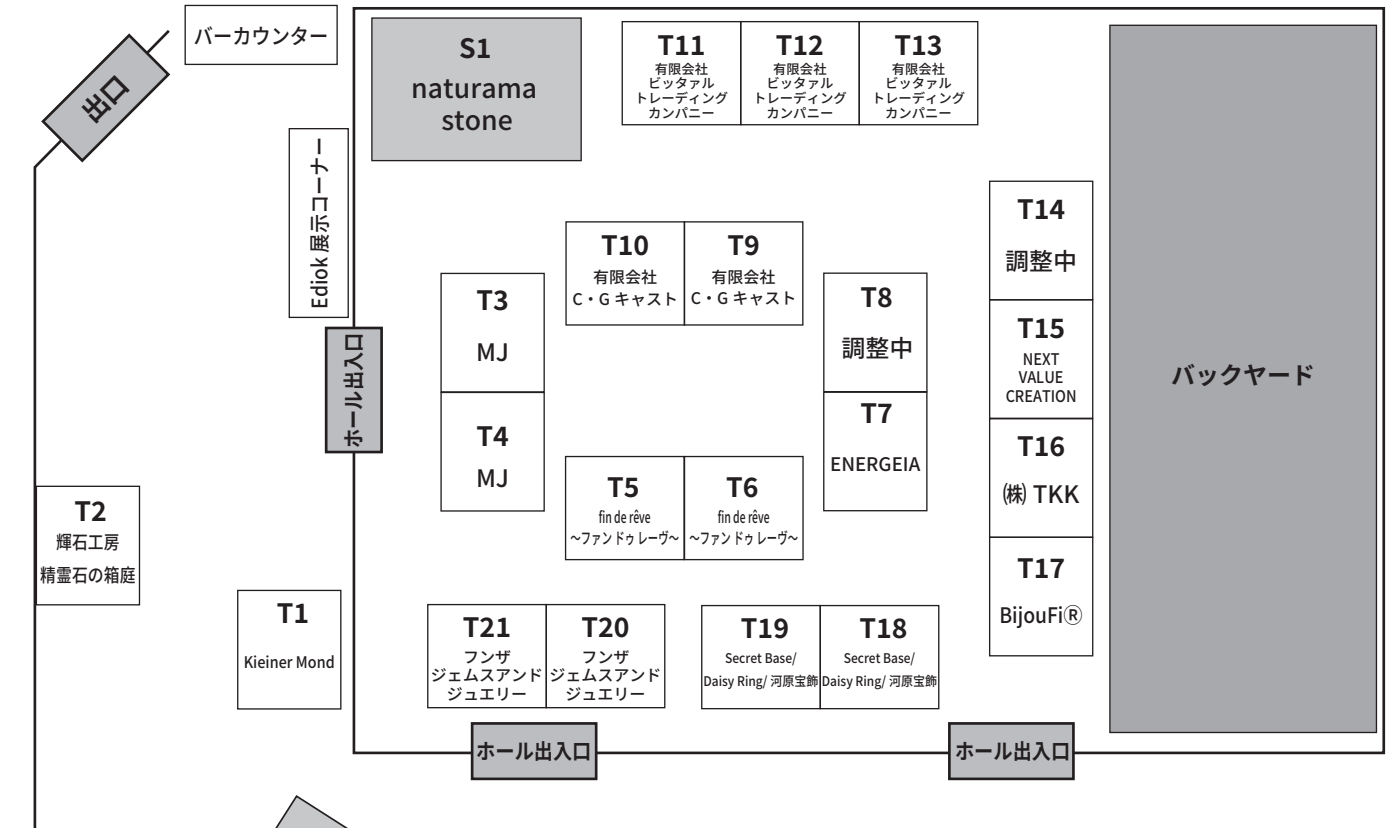 バーカウンター
出口
S1
naturama
stone
T11
有限会社
ビッタァル
トレーディング
カンパニー
T12
有限会社
ビッタァル
トレーディング
カンパニー
T13
有限会社
ビッタァル
トレーディング
カンパニー
Ediok 展示コーナー
T14
調整中
T10
有限会社
C・G キャスト
T9
有限会社
C・G キャスト
T3
MJ
T8
調整中
T15
NEXT
VALUE
CREATION
ホール出入口
バックヤード
T4
MJ
T7
ENERGEIA
T16
㈱ TKK
T5
fin de rêve
～ファンドゥ レーヴ～
T6
fin de rêve
～ファンドゥ レーヴ～
T2
輝石工房
精霊石の箱庭
T17
BijouFi®
T1
Kieiner Mond
T21
フンザ
ジェムスアンド
ジュエリー
T20
フンザ
ジェムスアンド
ジュエリー
T19
Secret Base/
Daisy Ring/ 河原宝飾
T18
Secret Base/
Daisy Ring/ 河原宝飾
ホール出入口
ホール出入口